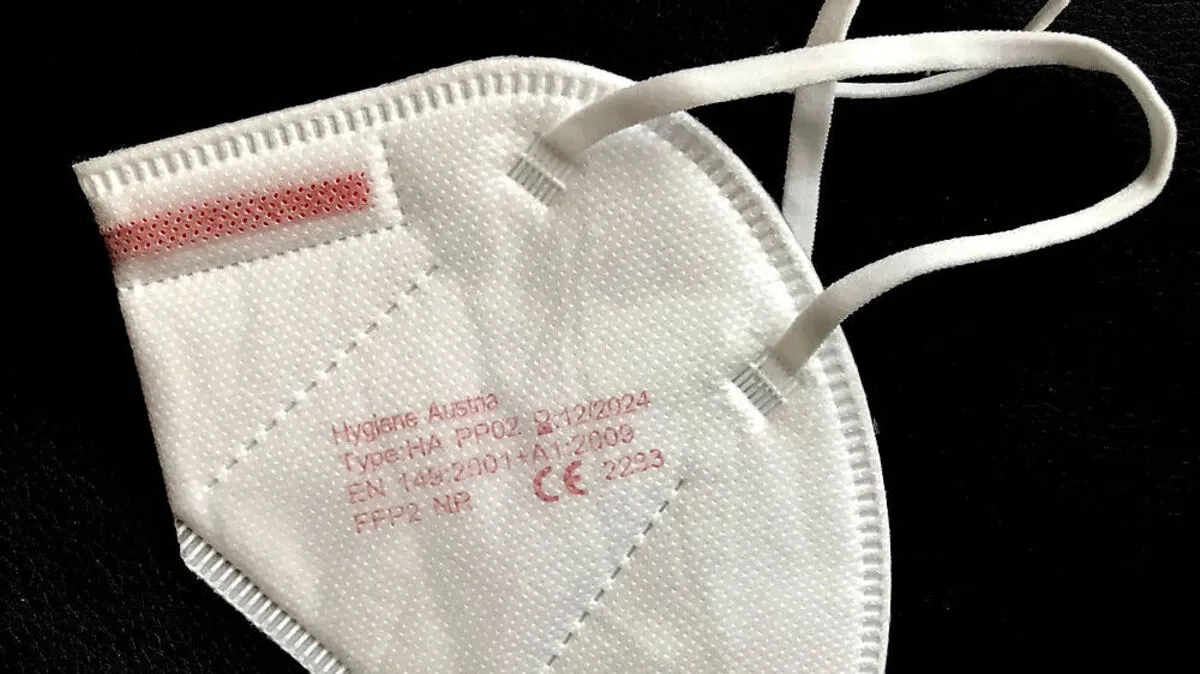 Hygiene Austria
Type:HA PP02 ⌛:12/2024
EN 149:2001+A1:2009
FFP2 NR CE 2233